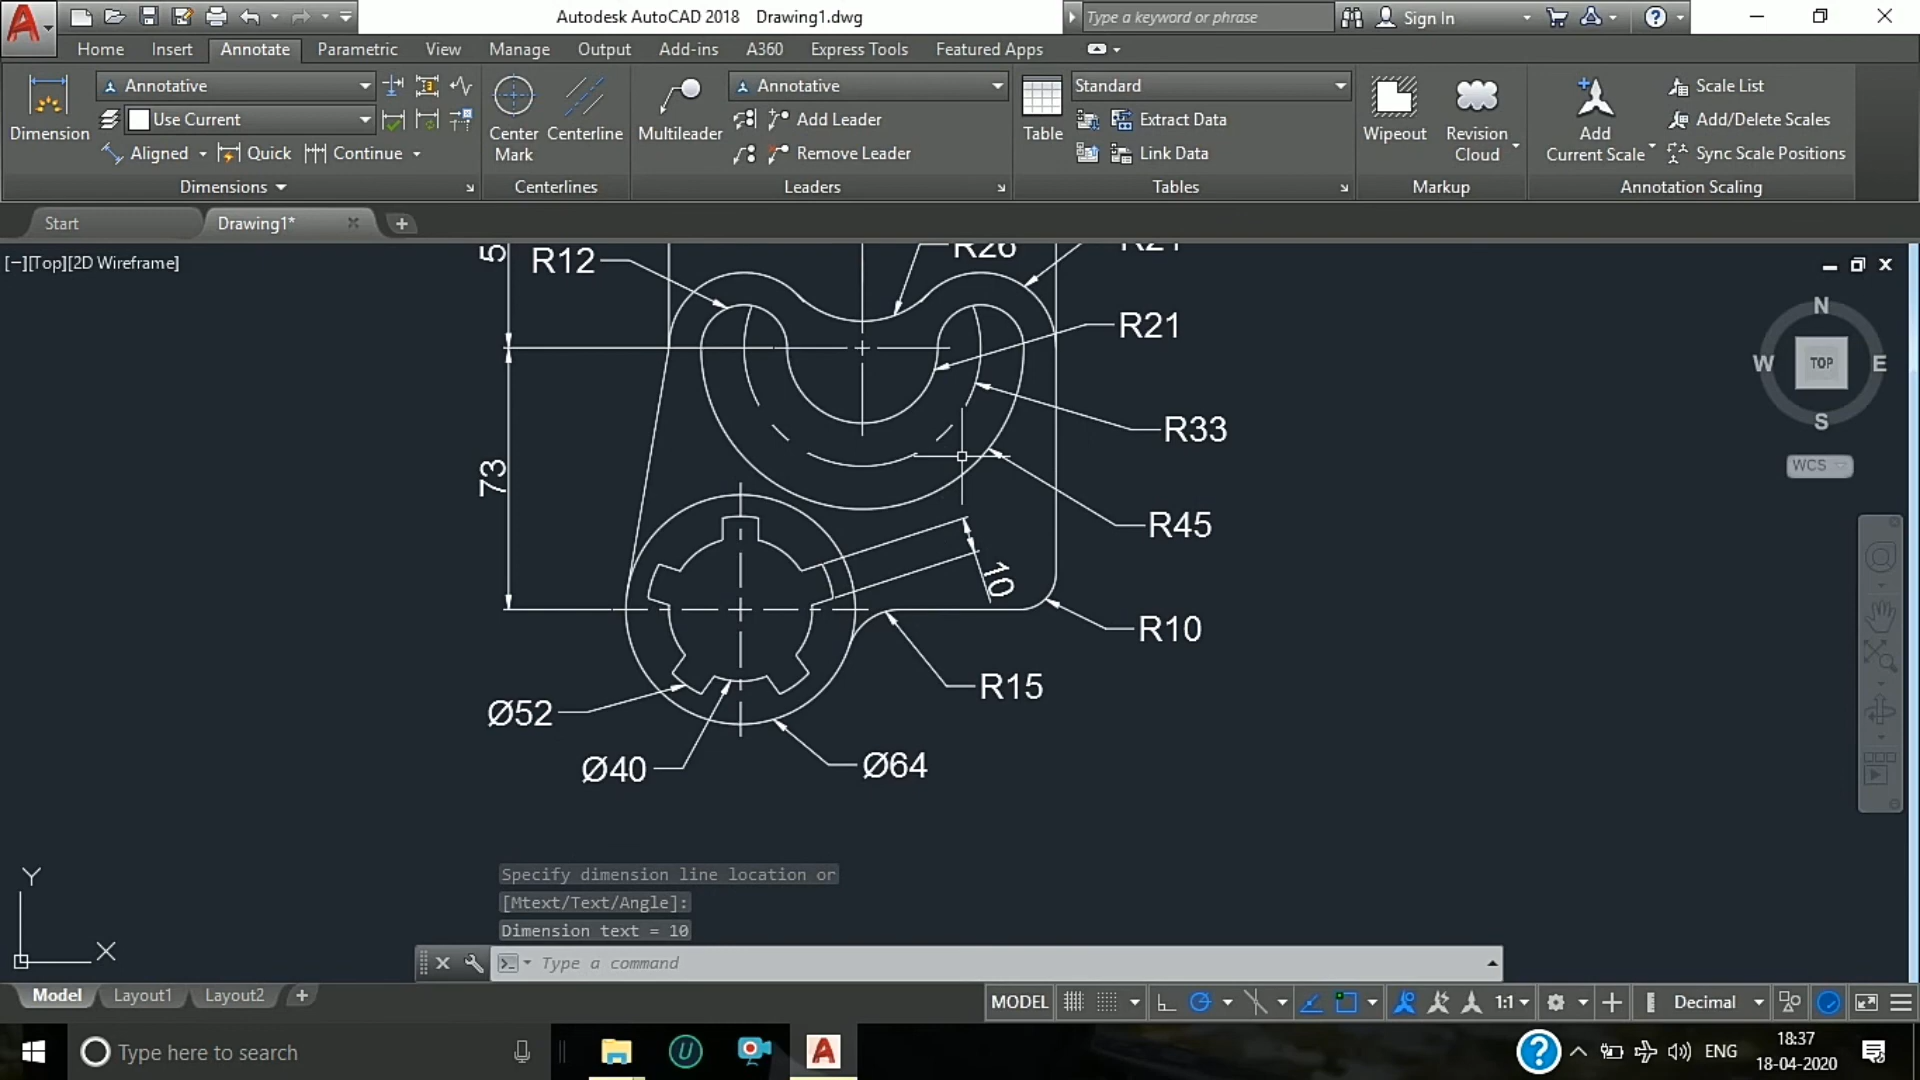 Autodesk AutoCAD 2018 Drawing1.dwg
Type a keyword or phrase
Sign In
Home Insert Annotate Parametric View Manage Output Add-ins A360 Express Tools Featured Apps
Dimension
Annotative
Use Current
Aligned Quick Continue
Dimensions
Center Mark
Centerline
Centerlines
Multileader
Annotative
Add Leader
Remove Leader
Leaders
Table
Standard
Extract Data
Link Data
Tables
Wipeout
Revision Cloud
Markup
Add Current Scale
Scale List
Add/Delete Scales
Sync Scale Positions
Annotation Scaling
Start Drawing1*
[−][Top][2D Wireframe]
5
R12
R26
R21
R21
R33
73
R45
10
R10
R15
Ø52
Ø40
Ø64
N
W TOP E
S
WCS
Y
X
Specify dimension line location or
[Mtext/Text/Angle]:
Dimension text = 10
Type a command
Model Layout1 Layout2
MODEL 1:1 Decimal
Type here to search
ENG
18:37
18-04-2020